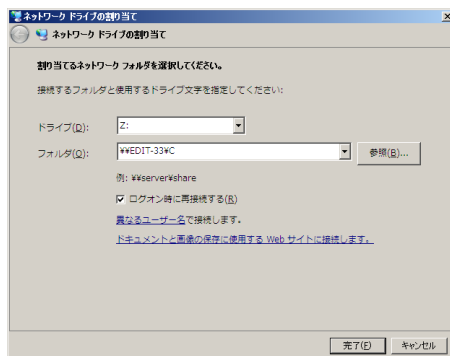 ネットワーク ドライブの割り当て
ネットワーク ドライブの割り当て
割り当てるネットワーク フォルダを選択してください。
接続するフォルダと使用するドライブ文字を指定してください:
ドライブ(D): Z:
フォルダ(O): ¥¥EDIT-33¥C 参照(B)...
例: ¥¥server¥share
ログオン時に再接続する(R)
異なるユーザー名で接続します。
ドキュメントと画像の保存に使用する Web サイトに接続します。
完了(F) キャンセル